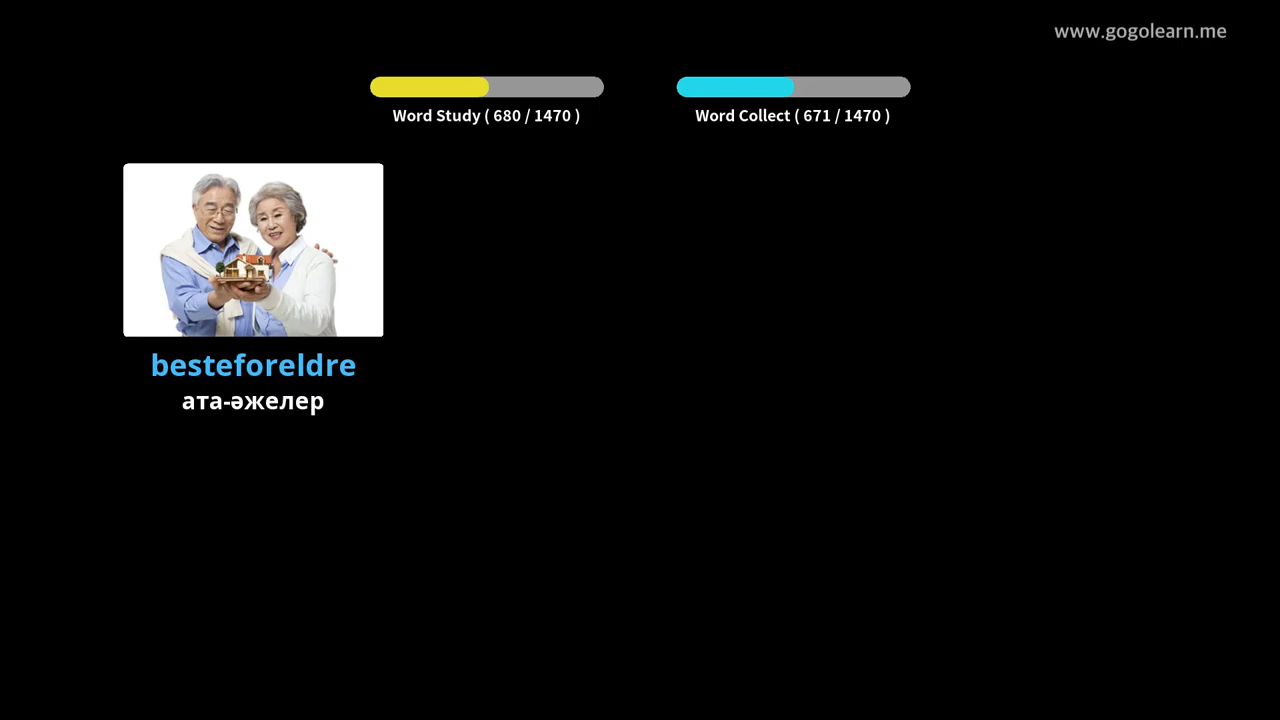 www.gogolearn.me
Word Study ( 680 / 1470 )
Word Collect ( 671 / 1470 )
besteforeldre
ата-әжелер